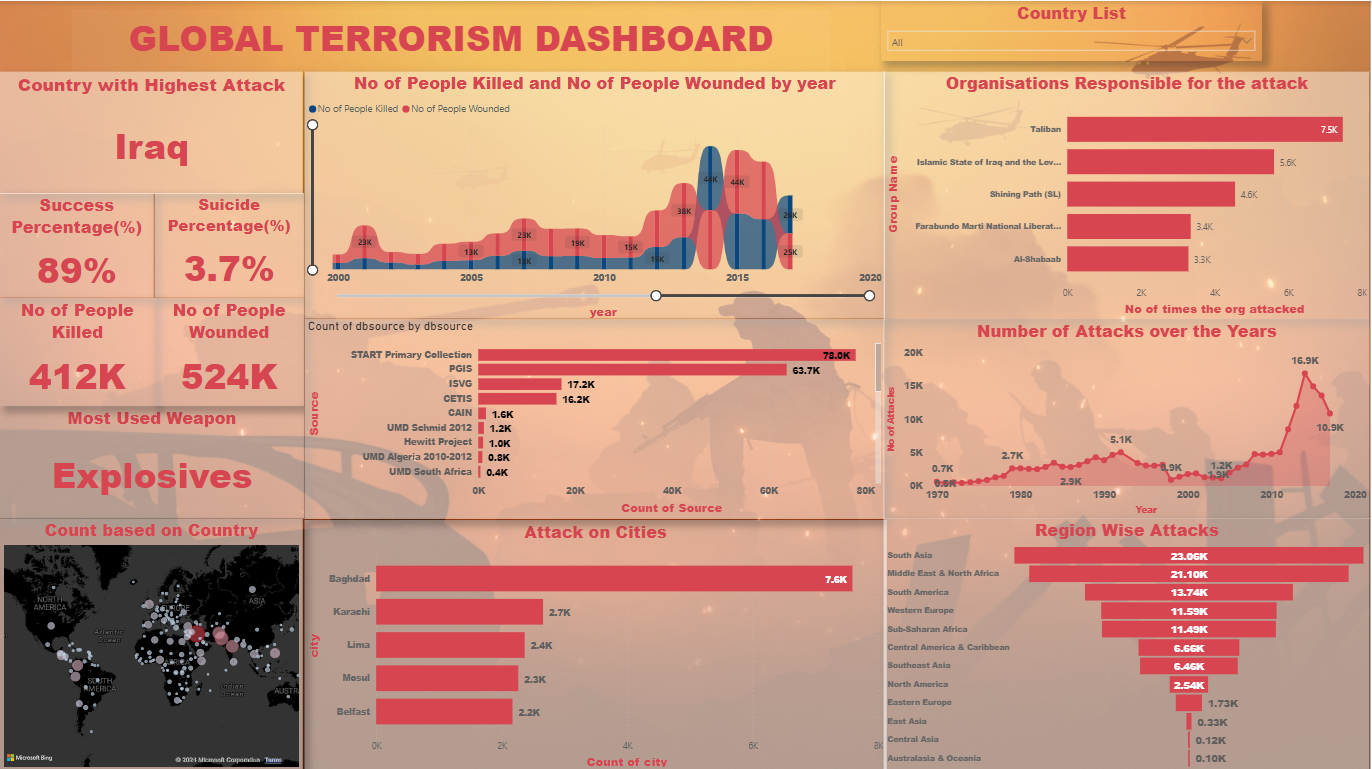 GLOBAL TERRORISM DASHBOARD
Country List
All
Country with Highest Attack
Iraq
Success
Percentage(%)
89%
Suicide
Percentage(%)
3.7%
No of People
Killed
412K
No of People
Wounded
524K
Most Used Weapon
Explosives
Count based on Country
NORTH
AMERICA
EUROPE
ASIA
Atlantic
Ocean
AFRICA
SOUTH
AMERICA
Indian
Ocean
AUSTR
Microsoft Bing
© 2024 Microsoft Corporation Terms
No of People Killed and No of People Wounded by year
No of People Killed No of People Wounded
23K
13K
23K
19K
15K
38K
44K
44K
25K
2000 2005 2010 2015 2020
year
Count of dbsource by dbsource
Source
START Primary Collection 78.0K
PGIS 63.7K
ISVG 17.2K
CETIS 16.2K
CAIN 1.6K
UMD Schmid 2012 1.2K
Hewitt Project 1.0K
UMD Algeria 2010-2012 0.8K
UMD South Africa 0.4K
0K 20K 40K 60K 80K
Count of Source
Attack on Cities
city
Baghdad 7.6K
Karachi 2.7K
Lima 2.4K
Mosul 2.3K
Belfast 2.2K
0K 2K 4K 6K 8K
Count of city
Organisations Responsible for the attack
Group Name
Taliban 7.5K
Islamic State of Iraq and the Lev... 5.6K
Shining Path (SL) 4.6K
Farabundo Marti National Liberat... 3.4K
Al-Shabaab 3.3K
0K 2K 4K 6K 8K
No of times the org attacked
Number of Attacks over the Years
No of Attacks
20K
15K
10K
5K
0K
0.7K
2.7K
2.9K
5.1K
0.9K
1.2K
1.9K
16.9K
10.9K
1970 1980 1990 2000 2010 2020
Year
Region Wise Attacks
South Asia 23.06K
Middle East & North Africa 21.10K
South America 13.74K
Western Europe 11.59K
Sub-Saharan Africa 11.49K
Central America & Caribbean 6.66K
Southeast Asia 6.46K
North America 2.54K
Eastern Europe 1.73K
East Asia 0.33K
Central Asia 0.12K
Australasia & Oceania 0.10K